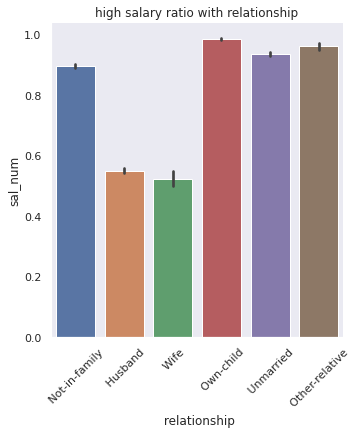 high salary ratio with relationship
sal_num
1.0
0.8
0.6
0.4
0.2
0.0
Not-in-family
Husband
Wife
Own-child
Unmarried
Other-relative
relationship